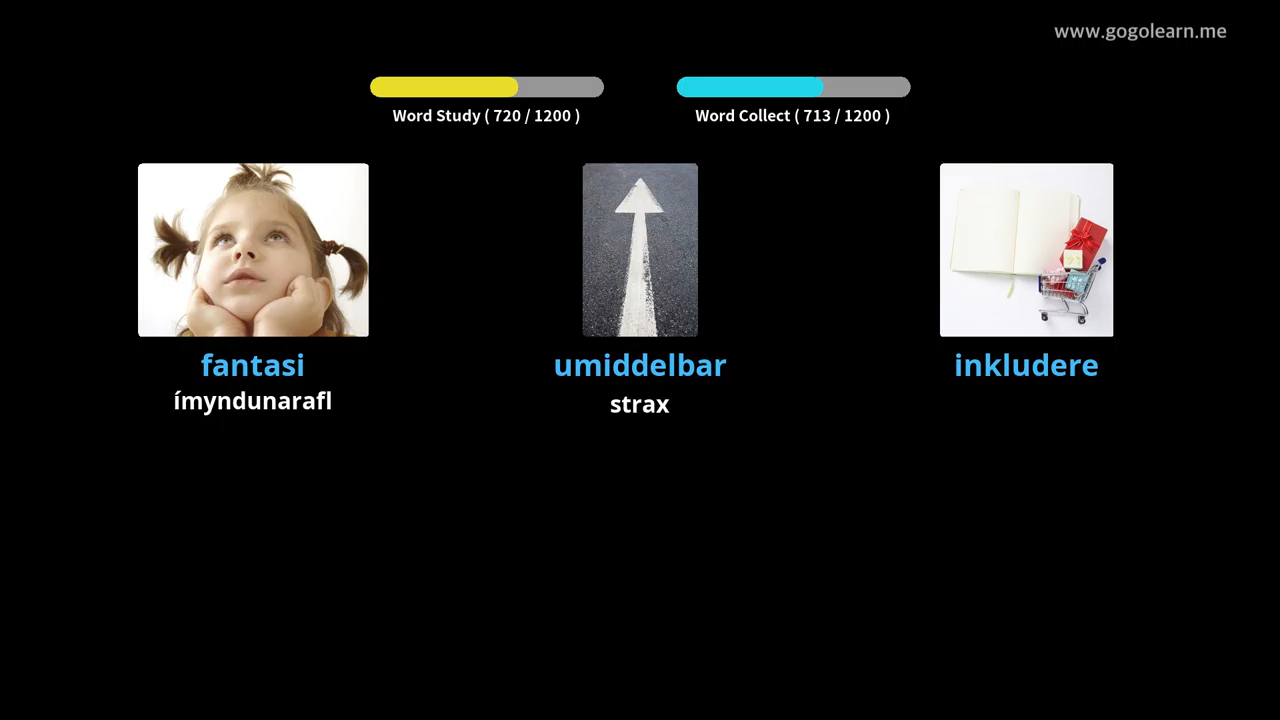 www.gogolearn.me
Word Study ( 720 / 1200 )
Word Collect ( 713 / 1200 )
fantasi
ímyndunarafl
umiddelbar
strax
inkludere